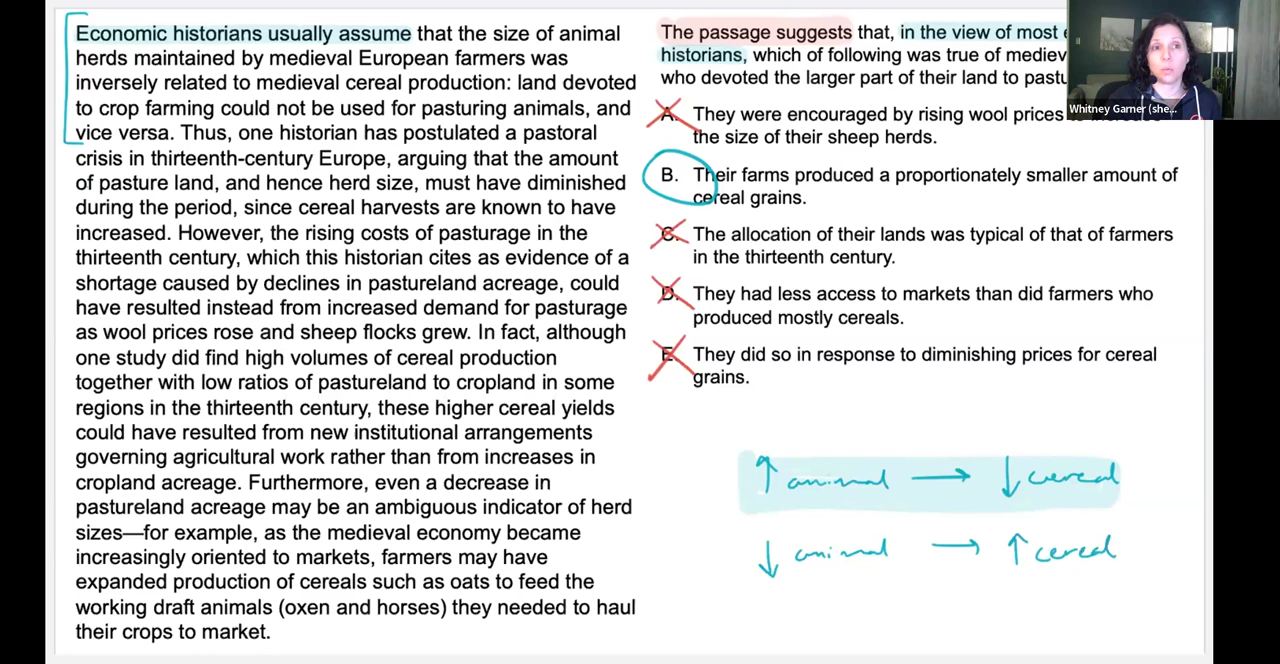 Economic historians usually assume that the size of animal
herds maintained by medieval European farmers was
inversely related to medieval cereal production: land devoted
to crop farming could not be used for pasturing animals, and
vice versa. Thus, one historian has postulated a pastoral
crisis in thirteenth-century Europe, arguing that the amount
of pasture land, and hence herd size, must have diminished
during the period, since cereal harvests are known to have
increased. However, the rising costs of pasturage in the
thirteenth century, which this historian cites as evidence of a
shortage caused by declines in pastureland acreage, could
have resulted instead from increased demand for pasturage
as wool prices rose and sheep flocks grew. In fact, although
one study did find high volumes of cereal production
together with low ratios of pastureland to cropland in some
regions in the thirteenth century, these higher cereal yields
could have resulted from new institutional arrangements
governing agricultural work rather than from increases in
cropland acreage. Furthermore, even a decrease in
pastureland acreage may be an ambiguous indicator of herd
sizes—for example, as the medieval economy became
increasingly oriented to markets, farmers may have
expanded production of cereals such as oats to feed the
working draft animals (oxen and horses) they needed to haul
their crops to market.
The passage suggests that, in the view of most
historians, which of following was true of mediev
who devoted the larger part of their land to pastu
A. They were encouraged by rising wool prices
the size of their sheep herds.
B. Their farms produced a proportionately smaller amount of
cereal grains.
C. The allocation of their lands was typical of that of farmers
in the thirteenth century.
D. They had less access to markets than did farmers who
produced mostly cereals.
E. They did so in response to diminishing prices for cereal
grains.
↑ animal → ↓ cereal
↓ animal → ↑ cereal
Whitney Garner (she...